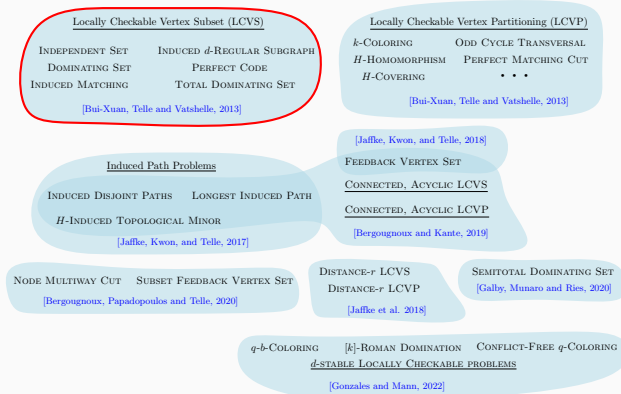 Locally Checkable Vertex Subset (LCVS)
Independent Set Induced d-Regular Subgraph
Dominating Set Perfect Code
Induced Matching Total Dominating Set
[Bui-Xuan, Telle and Vatshelle, 2013]
Locally Checkable Vertex Partitioning (LCVP)
k-Coloring Odd Cycle Transversal
H-Homomorphism Perfect Matching Cut
H-Covering • • •
[Bui-Xuan, Telle and Vatshelle, 2013]
Induced Path Problems
Induced Disjoint Paths Longest Induced Path
H-Induced Topological Minor
[Jaffke, Kwon, and Telle, 2017]
[Jaffke, Kwon, and Telle, 2018]
Feedback Vertex Set
Connected, Acyclic LCVS
Connected, Acyclic LCVP
[Bergougnoux and Kante, 2019]
Node Multiway Cut Subset Feedback Vertex Set
[Bergougnoux, Papadopoulos and Telle, 2020]
Distance-r LCVS
Distance-r LCVP
[Jaffke et al. 2018]
Semitotal Dominating Set
[Galby, Munaro and Ries, 2020]
q-b-Coloring [k]-Roman Domination Conflict-Free q-Coloring
d-stable Locally Checkable problems
[Gonzales and Mann, 2022]